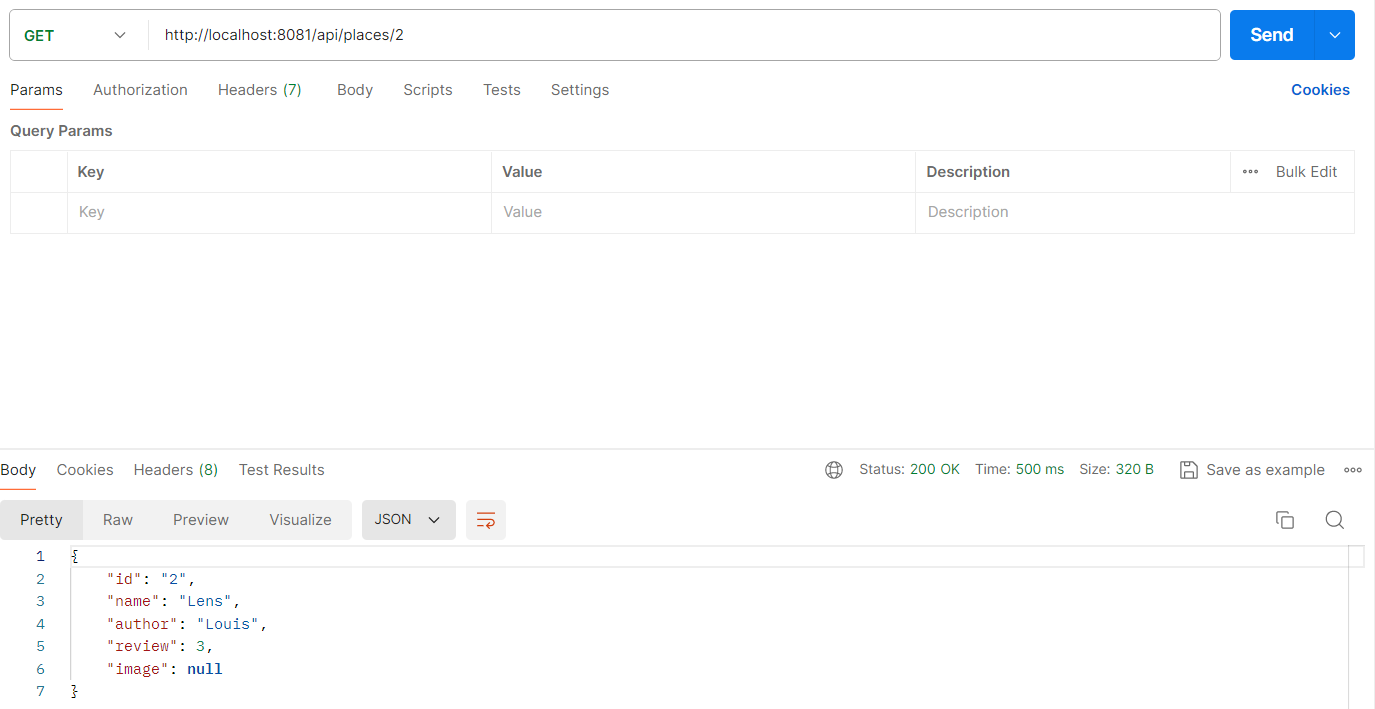 GET http://localhost:8081/api/places/2 Send
Params Authorization Headers (7) Body Scripts Tests Settings Cookies
Query Params
Key Value Description Bulk Edit
Key Value Description
Body Cookies Headers (8) Test Results Status: 200 OK Time: 500 ms Size: 320 B Save as example
Pretty Raw Preview Visualize JSON
1 {
2 "id": "2",
3 "name": "Lens",
4 "author": "Louis",
5 "review": 3,
6 "image": null
7 }